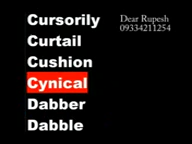 Cursorily
Curtail
Cushion
Cynical
Dabber
Dabble
Dear Rupesh
09334211254